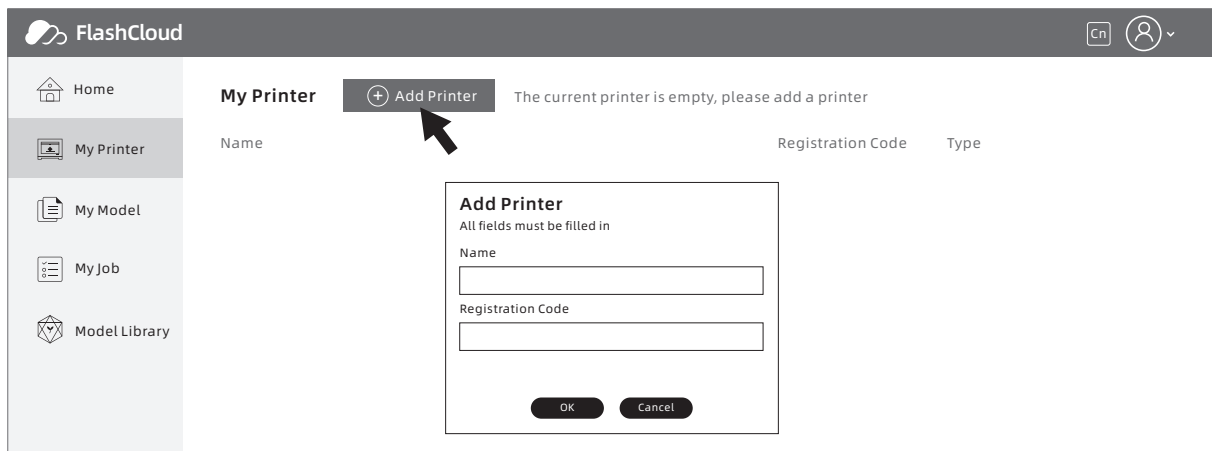 FlashCloud
Cn
Home
My Printer
My Model
My Job
Model Library
My Printer
Add Printer
The current printer is empty, please add a printer
Name
Registration Code
Type
Add Printer
All fields must be filled in
Name
Registration Code
OK
Cancel